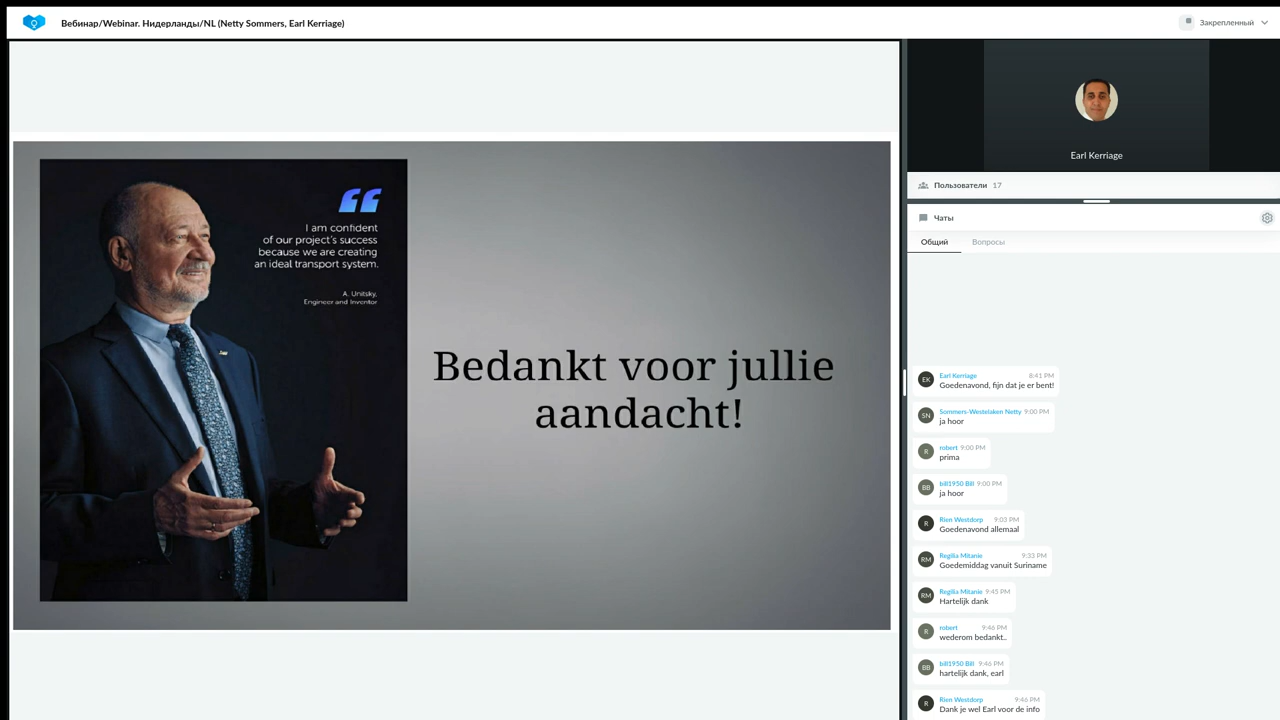 Вебинар/Webinar. Нидерланды/NL (Netty Sommers, Earl Kerriage)
Закрепленный
I am confident
of our project's success
because we are creating
an ideal transport system.
A. Unitsky,
Engineer and Inventor
Bedankt voor jullie
aandacht!
Earl Kerriage
Пользователи 17
Чаты
Общий Вопросы
EK
Earl Kerriage 8:41 PM
Goedenavond, fijn dat je er bent!
SN
Sommers-Westelaken Netty 9:00 PM
ja hoor
R
robert 9:00 PM
prima
BB
bill1950 Bill 9:00 PM
ja hoor
R
Rien Westdorp 9:03 PM
Goedenavond allemaal
RM
Regilia Mitanie 9:33 PM
Goedemiddag vanuit Suriname
RM
Regilia Mitanie 9:45 PM
Hartelijk dank
R
robert 9:46 PM
wederom bedankt..
BB
bill1950 Bill 9:46 PM
hartelijk dank, earl
R
Rien Westdorp 9:46 PM
Dank je wel Earl voor de info